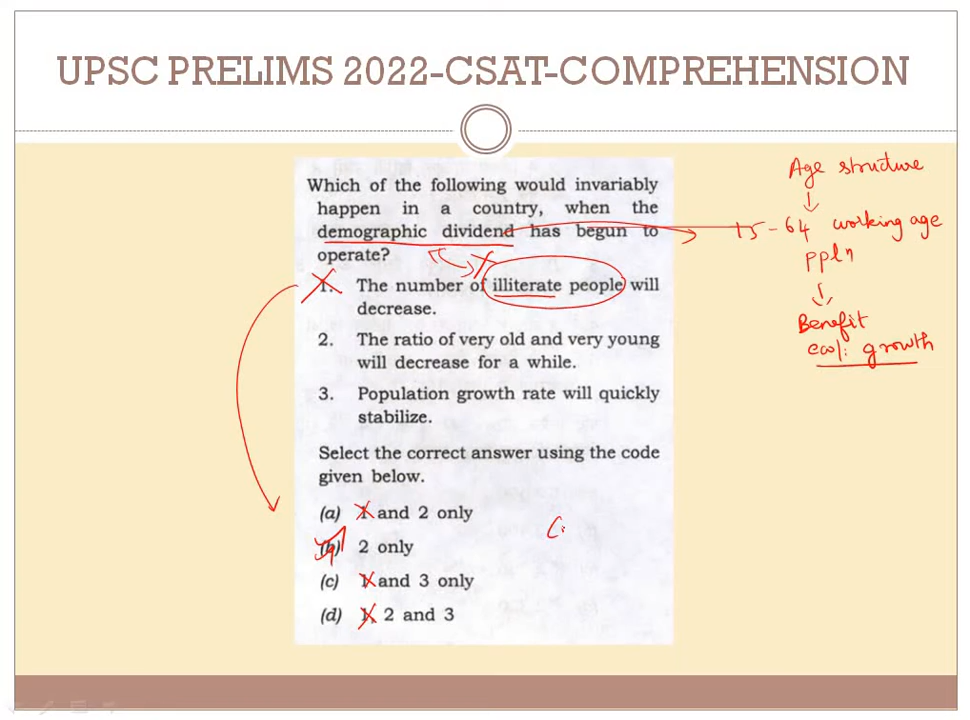 UPSC PRELIMS 2022-CSAT-COMPREHENSION
Which of the following would invariably
happen in a country, when the
demographic dividend has begun to
operate?
1. The number of illiterate people will
decrease.
2. The ratio of very old and very young
will decrease for a while.
3. Population growth rate will quickly
stabilize.
Select the correct answer using the code
given below.
(a) 1 and 2 only
(b) 2 only
(c) 1 and 3 only
(d) 1, 2 and 3
Age structure
15-64 working age
ppln
Benefit
growth